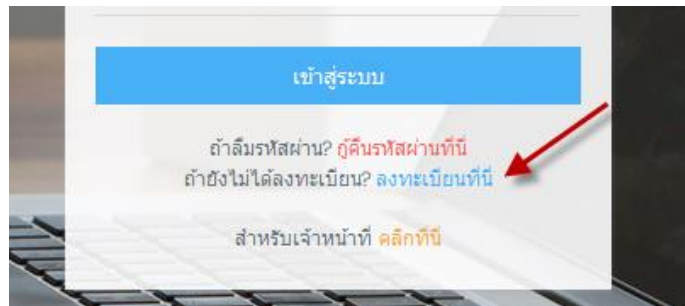 เข้าสู่ระบบ
ถ้าลืมรหัสผ่าน? กู้คืนรหัสผ่านที่นี่
ถ้ายังไม่ได้ลงทะเบียน? ลงทะเบียนที่นี่
สำหรับเจ้าหน้าที่ คลิกที่นี่